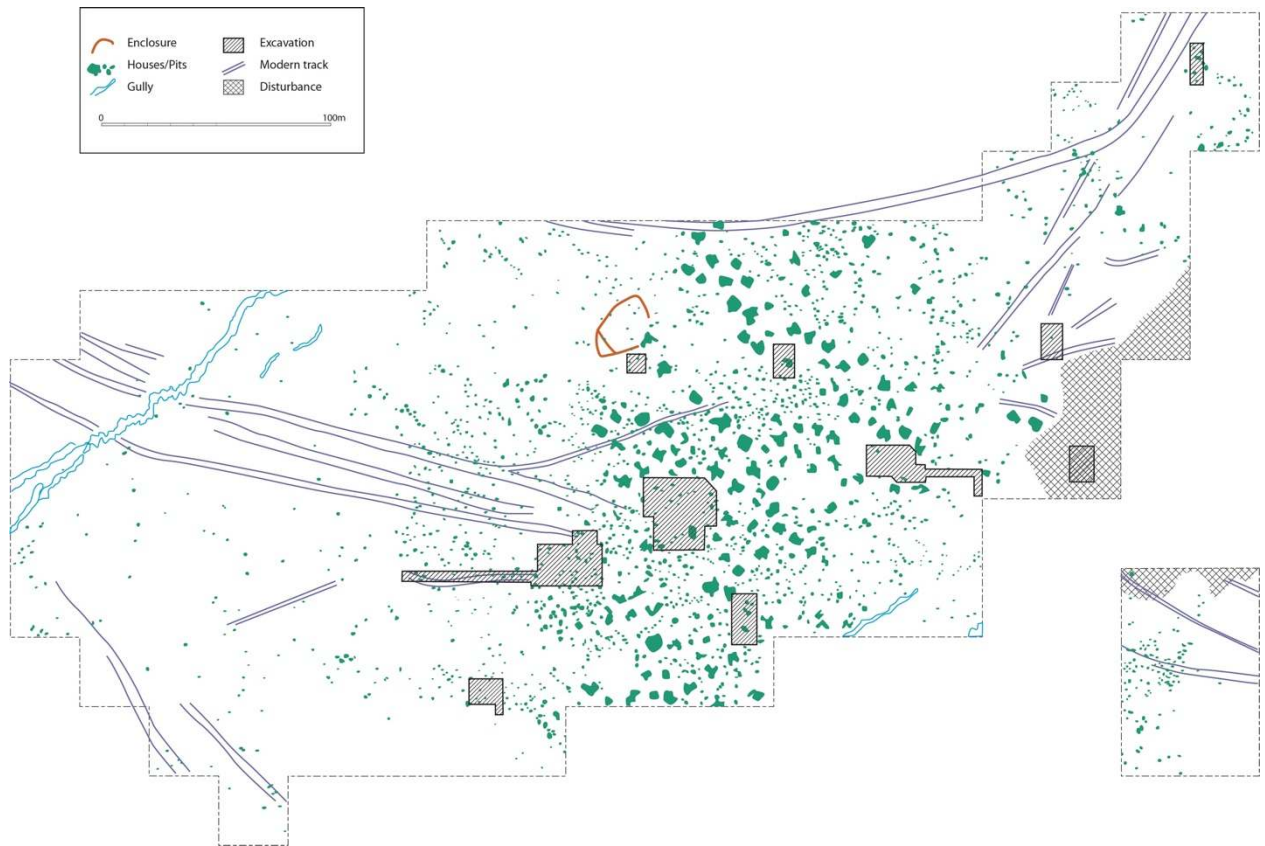 Enclosure
Houses/Pits
Gully
Excavation
Modern track
Disturbance
0 100m